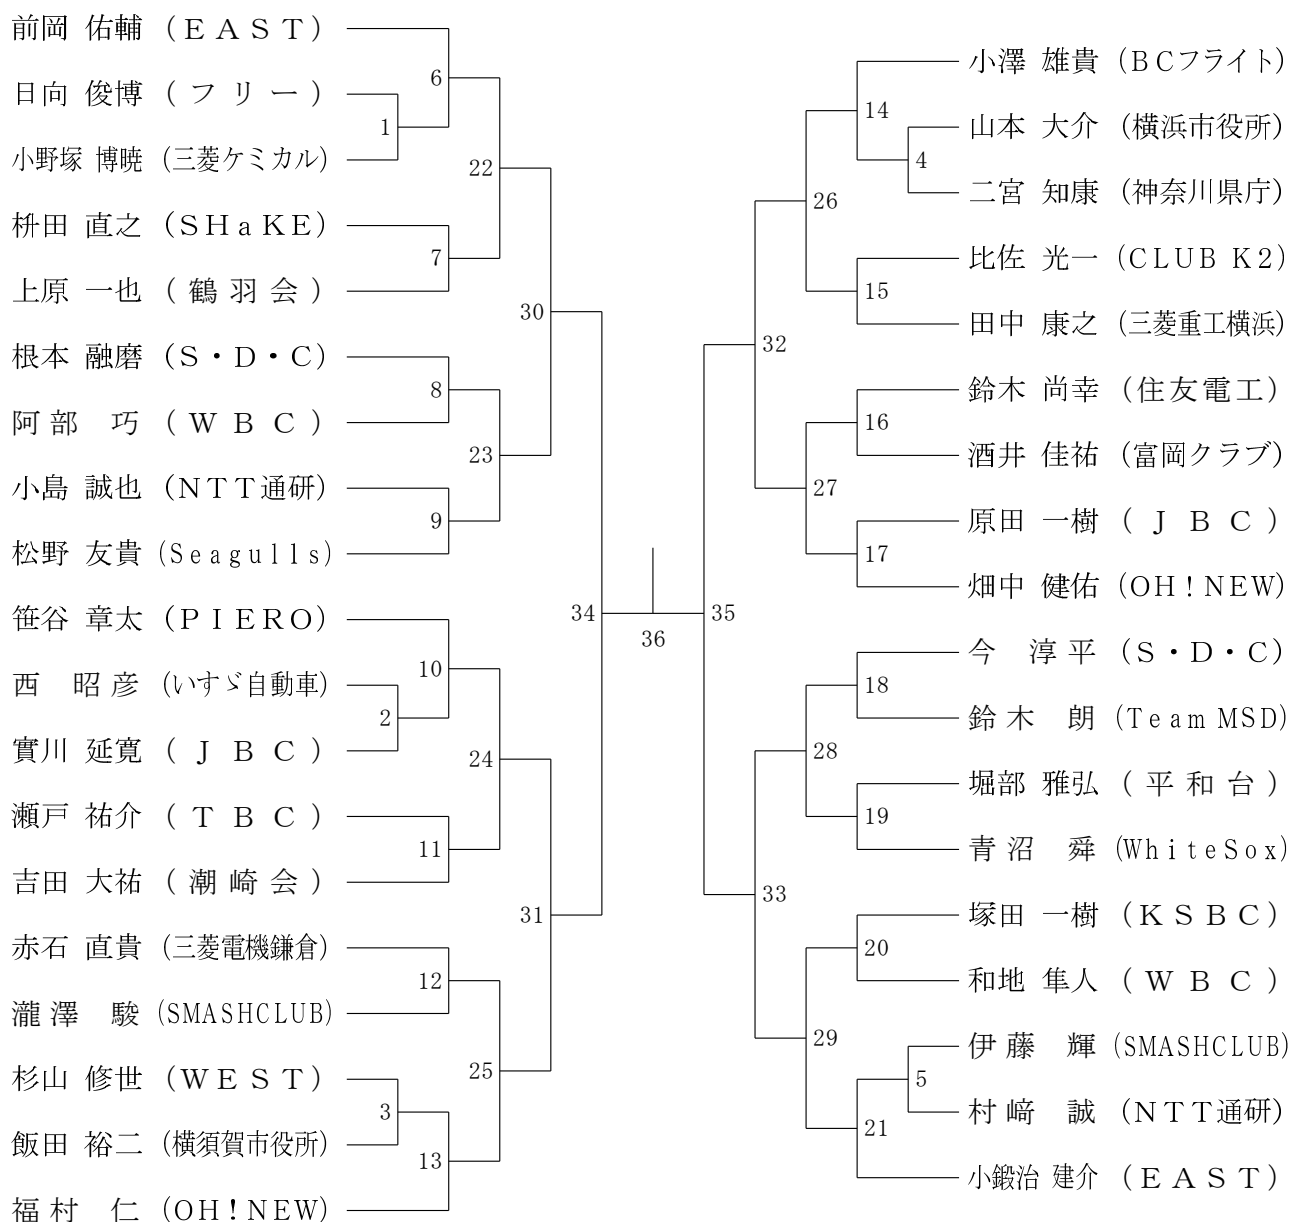 前岡 佑輔 (ＥＡＳＴ)
日向 俊博 (フリー)
小野塚 博暁 (三菱ケミカル)
枡田 直之 (ＳＨａＫＥ)
上原 一也 (鶴羽会)
根本 融磨 (Ｓ・Ｄ・Ｃ)
阿部 巧 (ＷＢＣ)
小島 誠也 (ＮＴＴ通研)
松野 友貴 (Seagulls)
笹谷 章太 (ＰＩＥＲＯ)
西 昭彦 (いすゞ自動車)
實川 延寛 (ＪＢＣ)
瀬戸 祐介 (ＴＢＣ)
吉田 大祐 (潮崎会)
赤石 直貴 (三菱電機鎌倉)
瀧澤 駿 (SMASHCLUB)
杉山 修世 (ＷＥＳＴ)
飯田 裕二 (横須賀市役所)
福村 仁 (OH!NEW)
1
2
3
6
7
8
9
10
11
12
13
22
23
24
25
30
31
34
36
35
32
33
26
27
28
29
14
15
16
17
18
19
20
21
4
5
小澤 雄貴 (BCフライト)
山本 大介 (横浜市役所)
二宮 知康 (神奈川県庁)
比佐 光一 (CLUB K2)
田中 康之 (三菱重工横浜)
鈴木 尚幸 (住友電工)
酒井 佳祐 (富岡クラブ)
原田 一樹 (ＪＢＣ)
畑中 健佑 (OH!NEW)
今 淳平 (Ｓ・Ｄ・Ｃ)
鈴木 朗 (Team MSD)
堀部 雅弘 (平和台)
青沼 舜 (WhiteSox)
塚田 一樹 (ＫＳＢＣ)
和地 隼人 (ＷＢＣ)
伊藤 輝 (SMASHCLUB)
村﨑 誠 (ＮＴＴ通研)
小鍛治 建介 (ＥＡＳＴ)